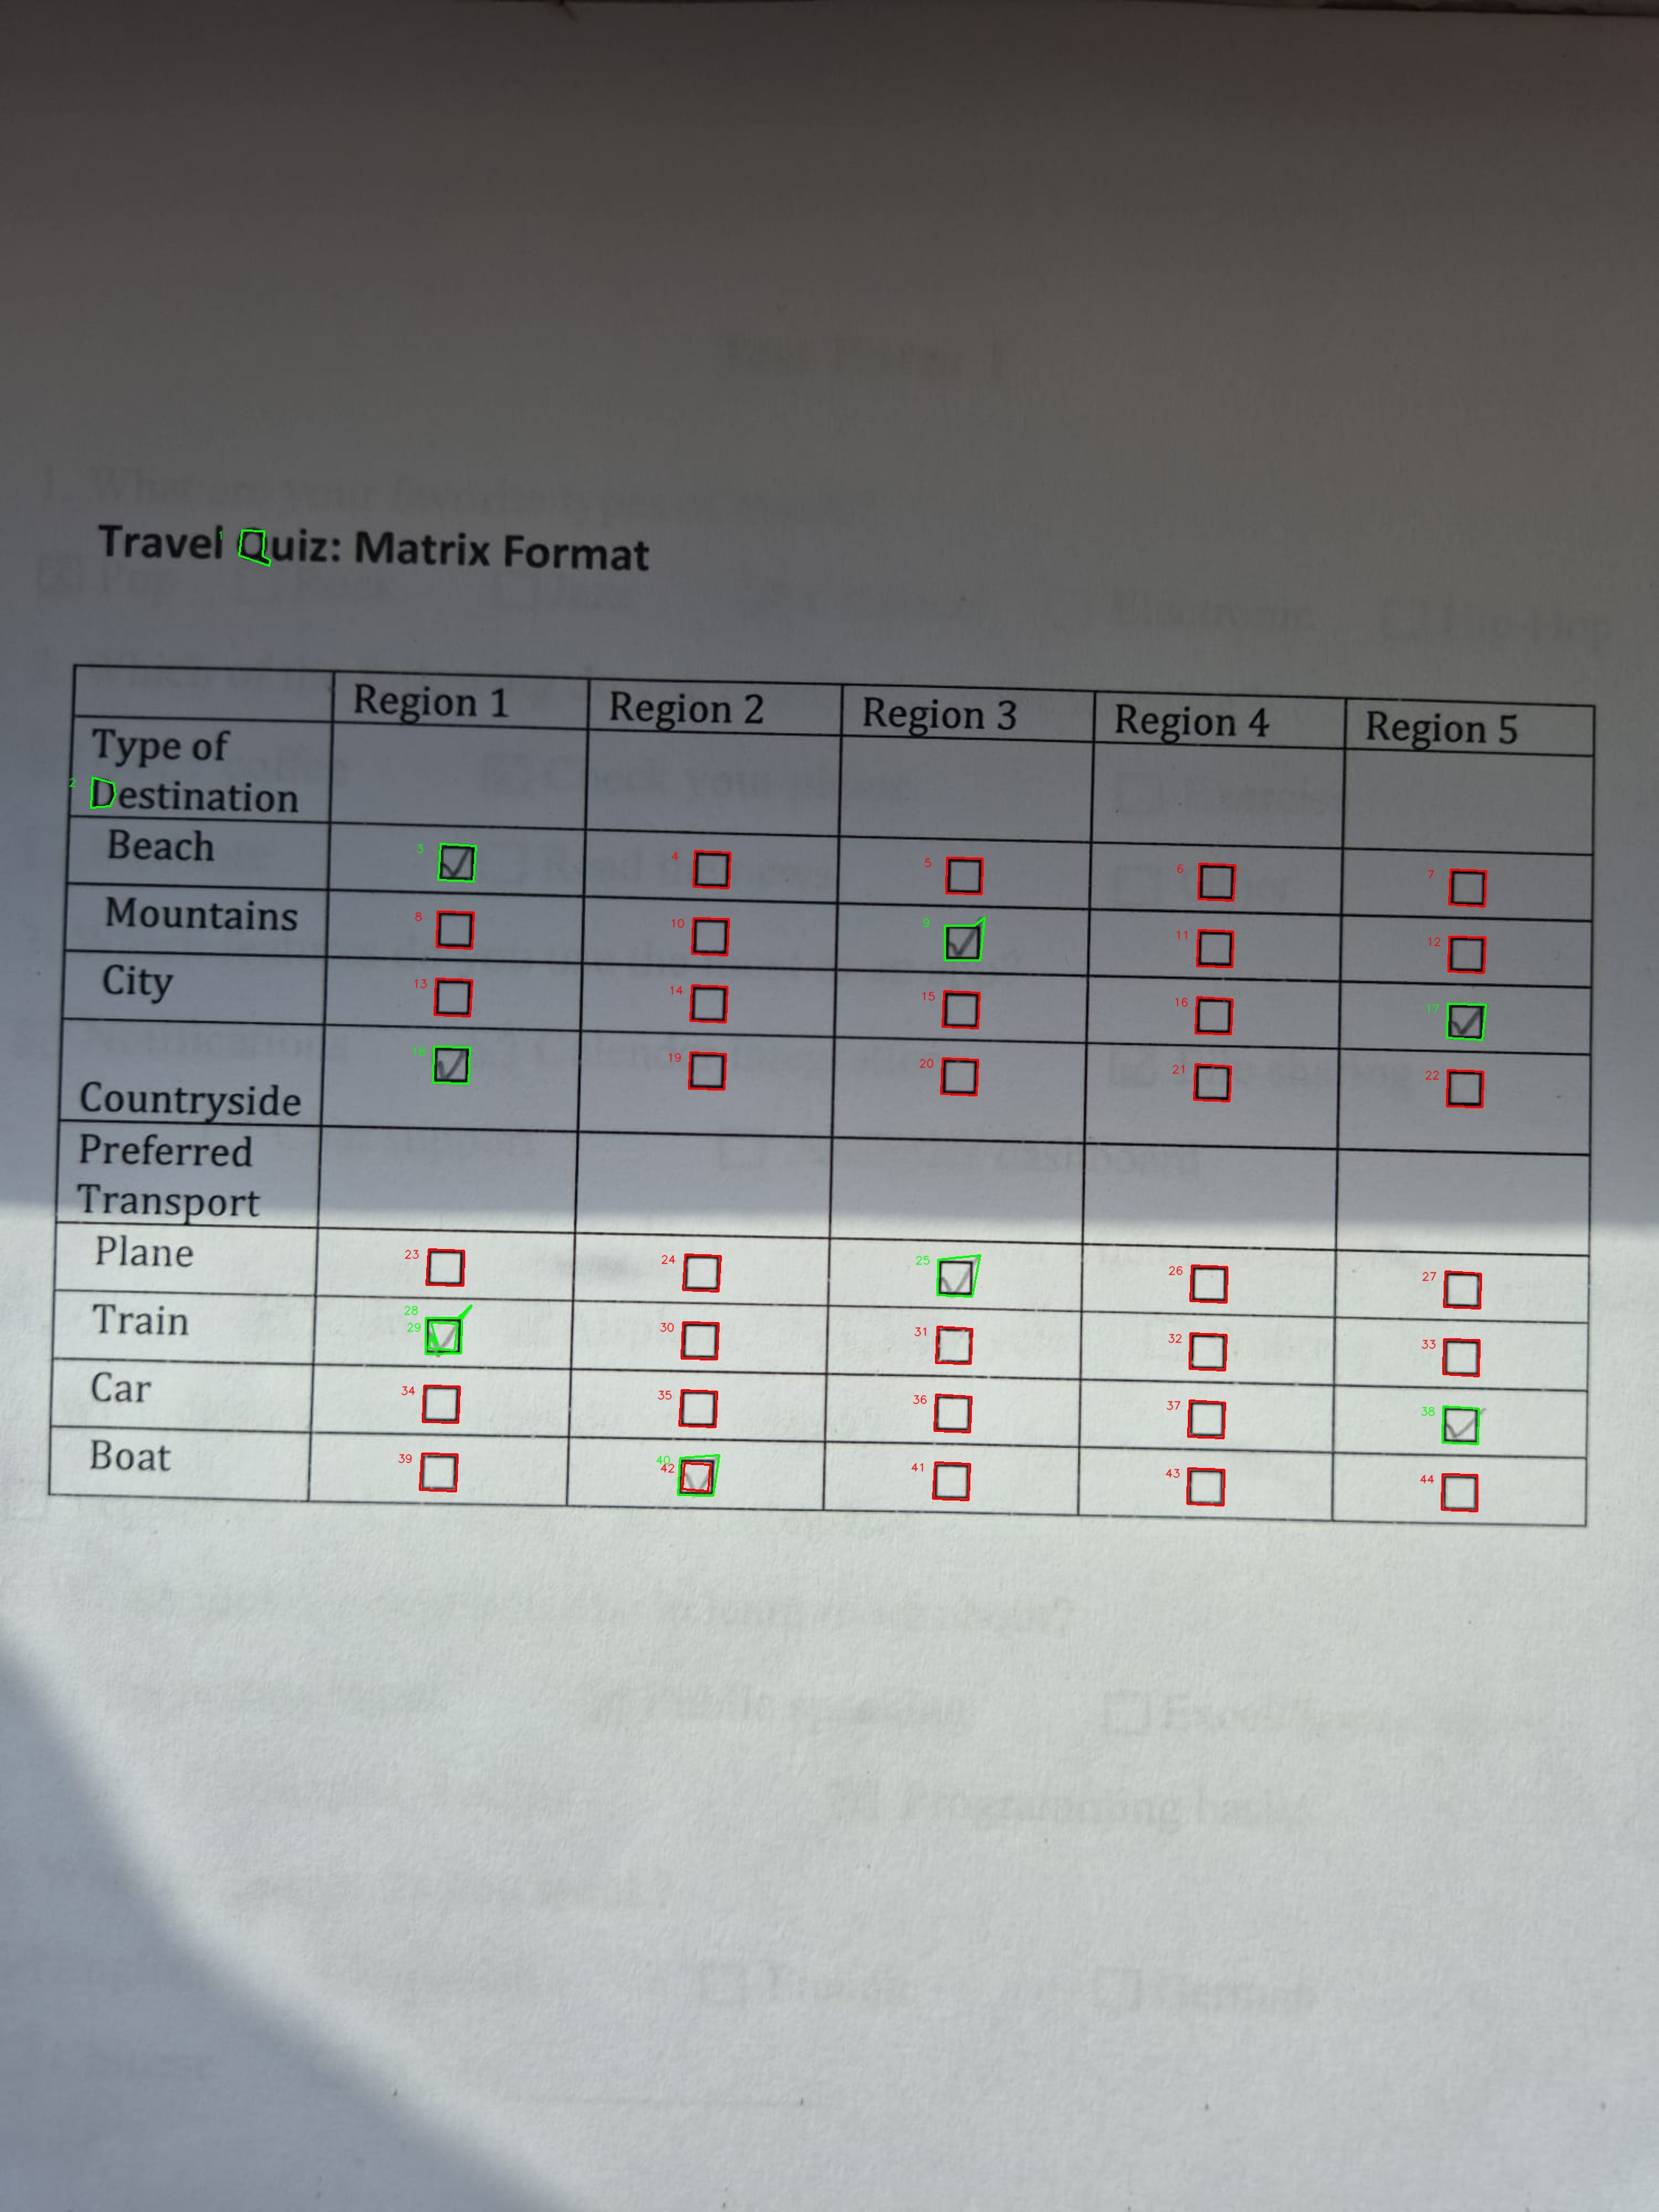 Travel Quiz: Matrix Format
Region 1 Region 2 Region 3 Region 4 Region 5
Type of
Destination
Beach 3 4 5 6 7
Mountains 8 10 9 11 12
City 13 14 15 16 17
18 19 20 21 22
Countryside
Preferred
Transport
Plane 23 24 25 26 27
Train 28 29 30 31 32 33
Car 34 35 36 37 38
Boat 39 40 42 41 43 44